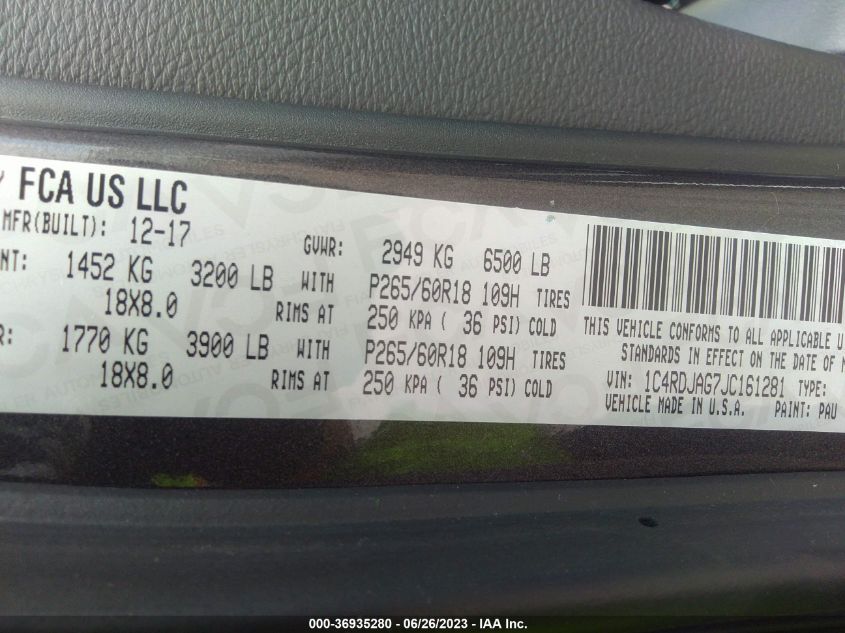 FCA US LLC
MFR(BUILT): 12-17
GVWR: 2949 KG 6500 LB
NT: 1452 KG 3200 LB WITH P265/60R18 109H TIRES
18X8.0 RIMS AT 250 KPA ( 36 PSI) COLD
R: 1770 KG 3900 LB WITH P265/60R18 109H TIRES
18X8.0 RIMS AT 250 KPA ( 36 PSI) COLD
THIS VEHICLE CONFORMS TO ALL APPLICABLE
STANDARDS IN EFFECT ON THE DATE OF
VIN: 1C4RDJAG7JC161281 TYPE:
VEHICLE MADE IN U.S.A. PAINT: PAU
000-36935280 - 06/26/2023 - IAA Inc.